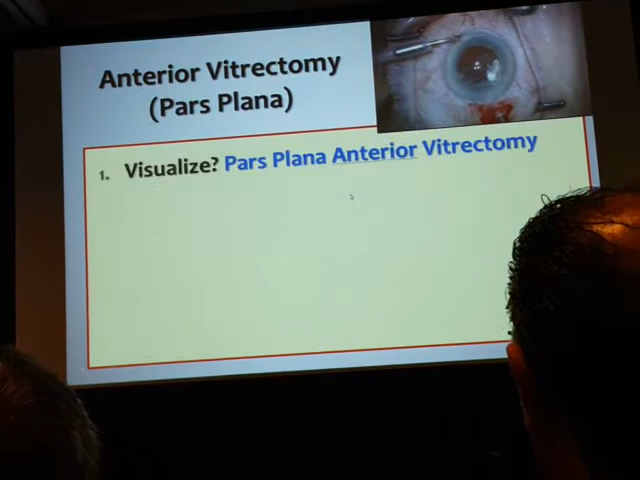 Anterior Vitrectomy
(Pars Plana)
1. Visualize? Pars Plana Anterior Vitrectomy